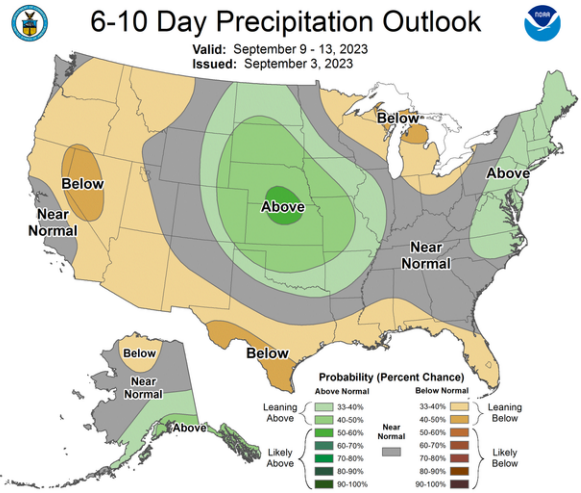 6-10 Day Precipitation Outlook
NOAA
Valid: September 9 - 13, 2023
Issued: September 3, 2023
Below
Below
Above
Above
Near
Normal
Near
Normal
Below
Below
Near
Normal
Above
Probability (Percent Chance)
Above Normal
Below Normal
Leaning
Above
33-40%
40-50%
Likely
Above
50-60%
60-70%
70-80%
80-90%
90-100%
Near
Normal
33-40%
40-50%
Leaning
Below
50-60%
60-70%
70-80%
80-90%
90-100%
Likely
Below